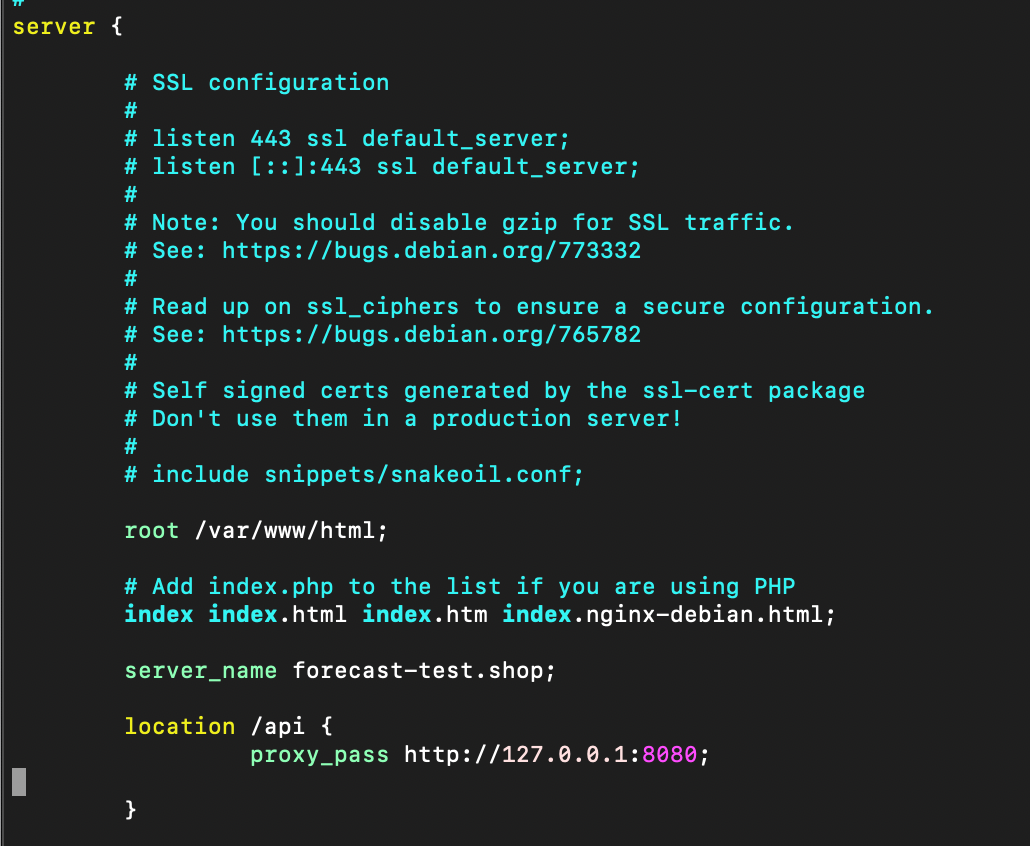 #
server {
# SSL configuration
#
# listen 443 ssl default_server;
# listen [::]:443 ssl default_server;
#
# Note: You should disable gzip for SSL traffic.
# See: https://bugs.debian.org/773332
#
# Read up on ssl_ciphers to ensure a secure configuration.
# See: https://bugs.debian.org/765782
#
# Self signed certs generated by the ssl-cert package
# Don't use them in a production server!
#
# include snippets/snakeoil.conf;
root /var/www/html;
# Add index.php to the list if you are using PHP
index index.html index.htm index.nginx-debian.html;
server_name forecast-test.shop;
location /api {
proxy_pass http://127.0.0.1:8080;
}